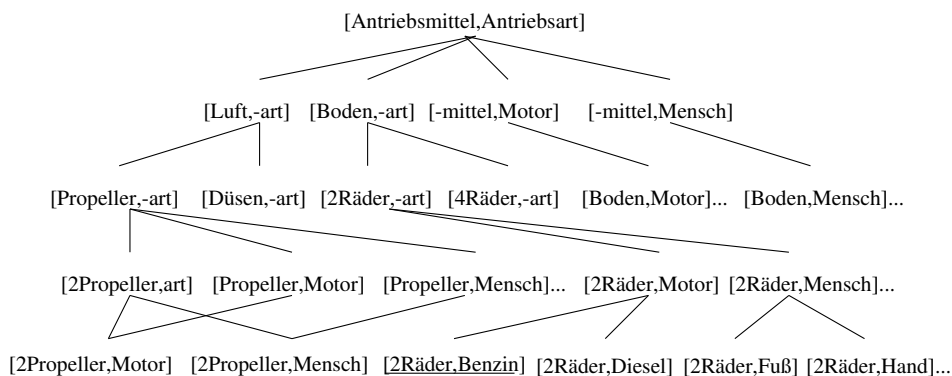 [Antriebsmittel,Antriebsart]
[Luft,-art] [Boden,-art] [-mittel,Motor] [-mittel,Mensch]
[Propeller,-art] [Düsen,-art] [2Räder,-art] [4Räder,-art] [Boden,Motor]... [Boden,Mensch]...
[2Propeller,art] [Propeller,Motor] [Propeller,Mensch]... [2Räder,Motor] [2Räder,Mensch]...
[2Propeller,Motor] [2Propeller,Mensch] [2Räder,Benzin] [2Räder,Diesel] [2Räder,Fuß] [2Räder,Hand]...